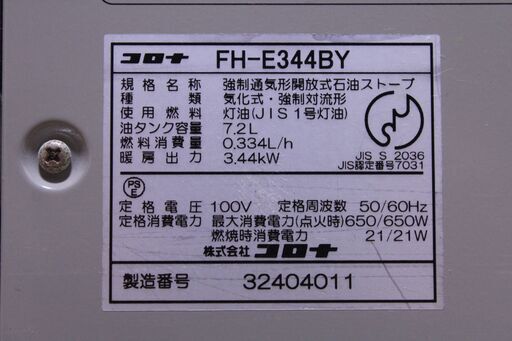 コロナ FH-E344BY
規格名称 強制通気形開放式石油ストーブ
種類 気化式・強制対流形
使用燃料 灯油(JIS1号灯油)
油タンク容量 7.2L
燃料消費量 0.334L/h
暖房出力 3.44kW
JIS S 2036
JIS認定番号7031
PS
E
定格電圧 100V 定格周波数 50/60Hz
定格消費電力 最大消費電力(点火時)650/650W
燃焼時消費電力 21/21W
株式会社 コロナ
製造番号 32404011